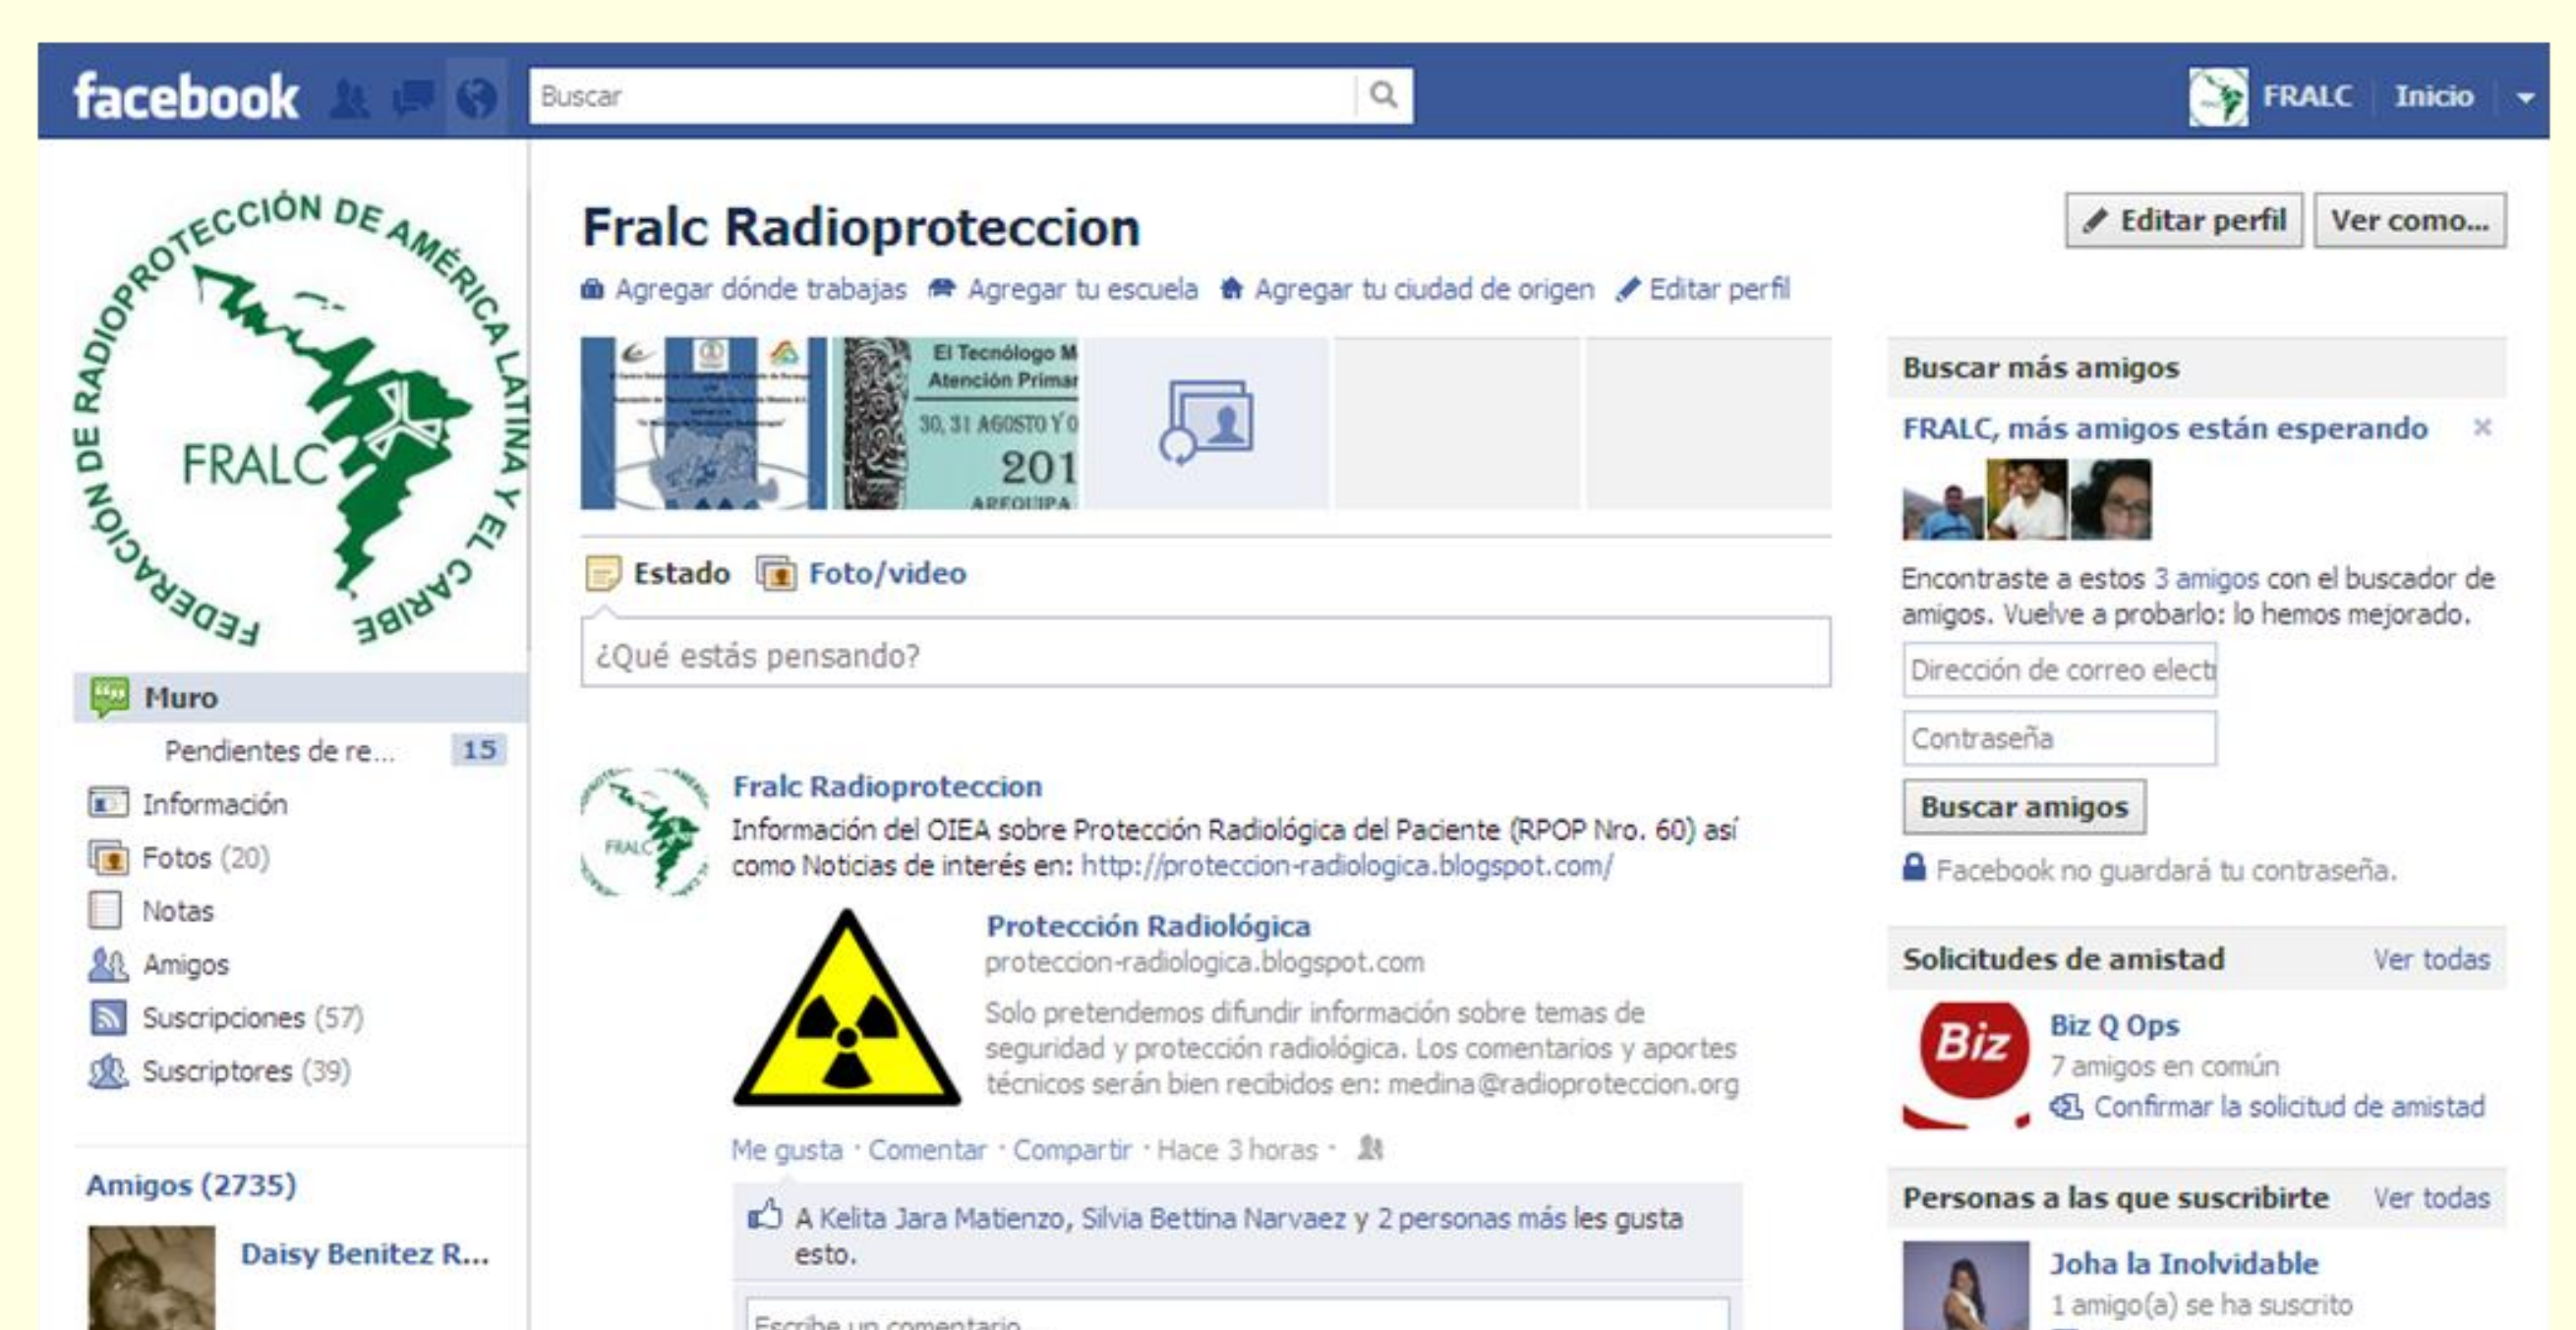 facebook
Buscar
FRALC
Inicio
FEDERACIÓN DE RADIOPROTECCIÓN DE AMÉRICA LATINA Y EL CARIBE
FRALC
Muro
Pendientes de re... 15
Información
Fotos (20)
Notas
Amigos
Suscripciones (57)
Suscriptores (39)
Amigos (2735)
Daisy Benitez R...
Fralc Radioproteccion
Editar perfil
Ver como...
Agregar dónde trabajas Agregar tu escuela Agregar tu ciudad de origen Editar perfil
El Tecnólogo M
Atención Primar
30, 31 AGOSTO Y 0
201
AREQUIPA
Estado Foto/video
¿Qué estás pensando?
Fralc Radioproteccion
Información del OIEA sobre Protección Radiológica del Paciente (RPOP Nro. 60) así
como Noticias de interés en: http://proteccion-radiologica.blogspot.com/
FRALC
Protección Radiológica
proteccion-radiologica.blogspot.com
Solo pretendemos difundir información sobre temas de
seguridad y protección radiológica. Los comentarios y aportes
técnicos serán bien recibidos en: medina@radioproteccion.org
Me gusta · Comentar · Compartir · Hace 3 horas ·
A Kelita Jara Matienzo, Silvia Bettina Narvaez y 2 personas más les gusta
esto.
Escribe un comentario...
Buscar más amigos
FRALC, más amigos están esperando
Encontraste a estos 3 amigos con el buscador de
amigos. Vuelve a probarlo: lo hemos mejorado.
Dirección de correo elect
Contraseña
Buscar amigos
Facebook no guardará tu contraseña.
Solicitudes de amistad Ver todas
Biz
Biz Q Ops
7 amigos en común
Confirmar la solicitud de amistad
Personas a las que suscribirte Ver todas
Joha la Inolvidable
1 amigo(a) se ha suscrito